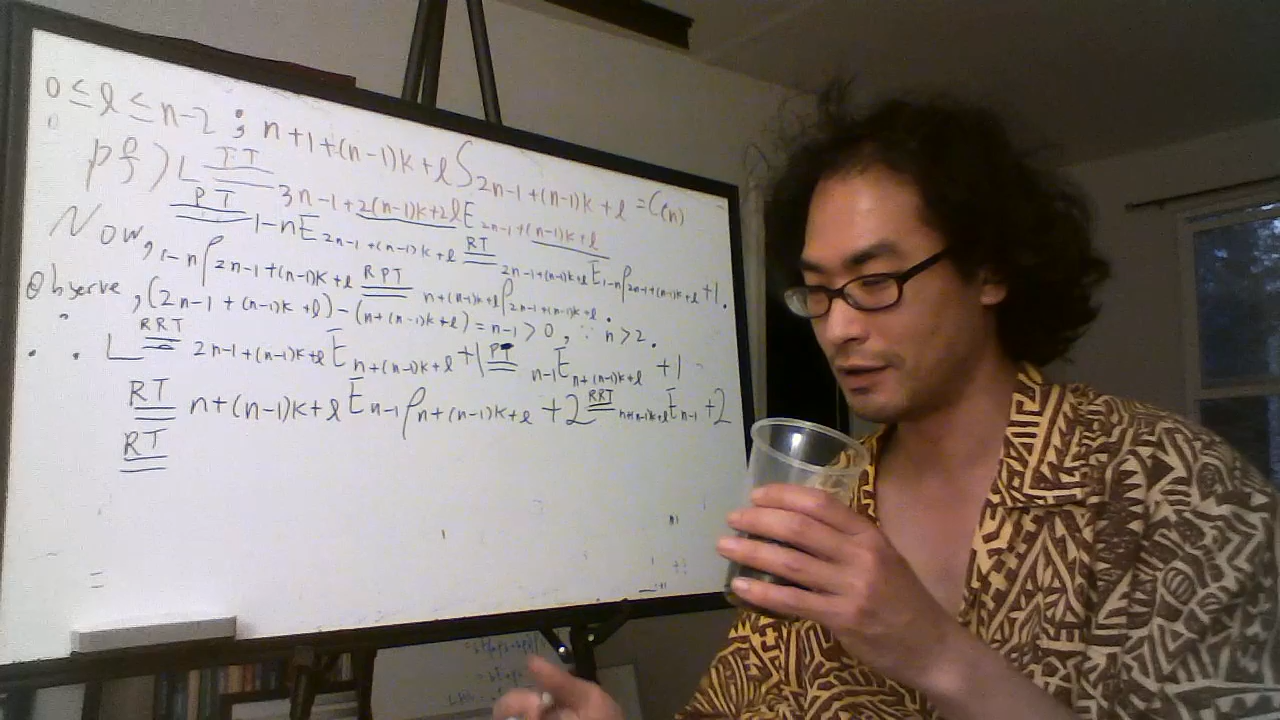 0 ≤ l ≤ n-2 ; n+1+(n-1)k+l S 2n-1+(n-1)k+l = C(n)
pf) L TT= 3n-1+2(n-1)k+2l E 2n-1+(n-1)k+l
PT= 1-n E 2n-1+(n-1)k+l RT= 2n-1+(n-1)k+l E 1-n ρ 2n-1+(n-1)k+l +1.
Now, 1-n ρ 2n-1+(n-1)k+l RPT= n+(n-1)k+l ρ 2n-1+(n-1)k+l.
Observe, (2n-1+(n-1)k+l)-(n+(n-1)k+l) = n-1 > 0, ∵ n > 2.
∴ L RRT= 2n-1+(n-1)k+l E n+(n-1)k+l +1 PT= n-1 E n+(n-1)k+l +1
RT= n+(n-1)k+l E n-1 ρ n+(n-1)k+l +2 RRT= n+(n-1)k+l E n-1 +2
RT=